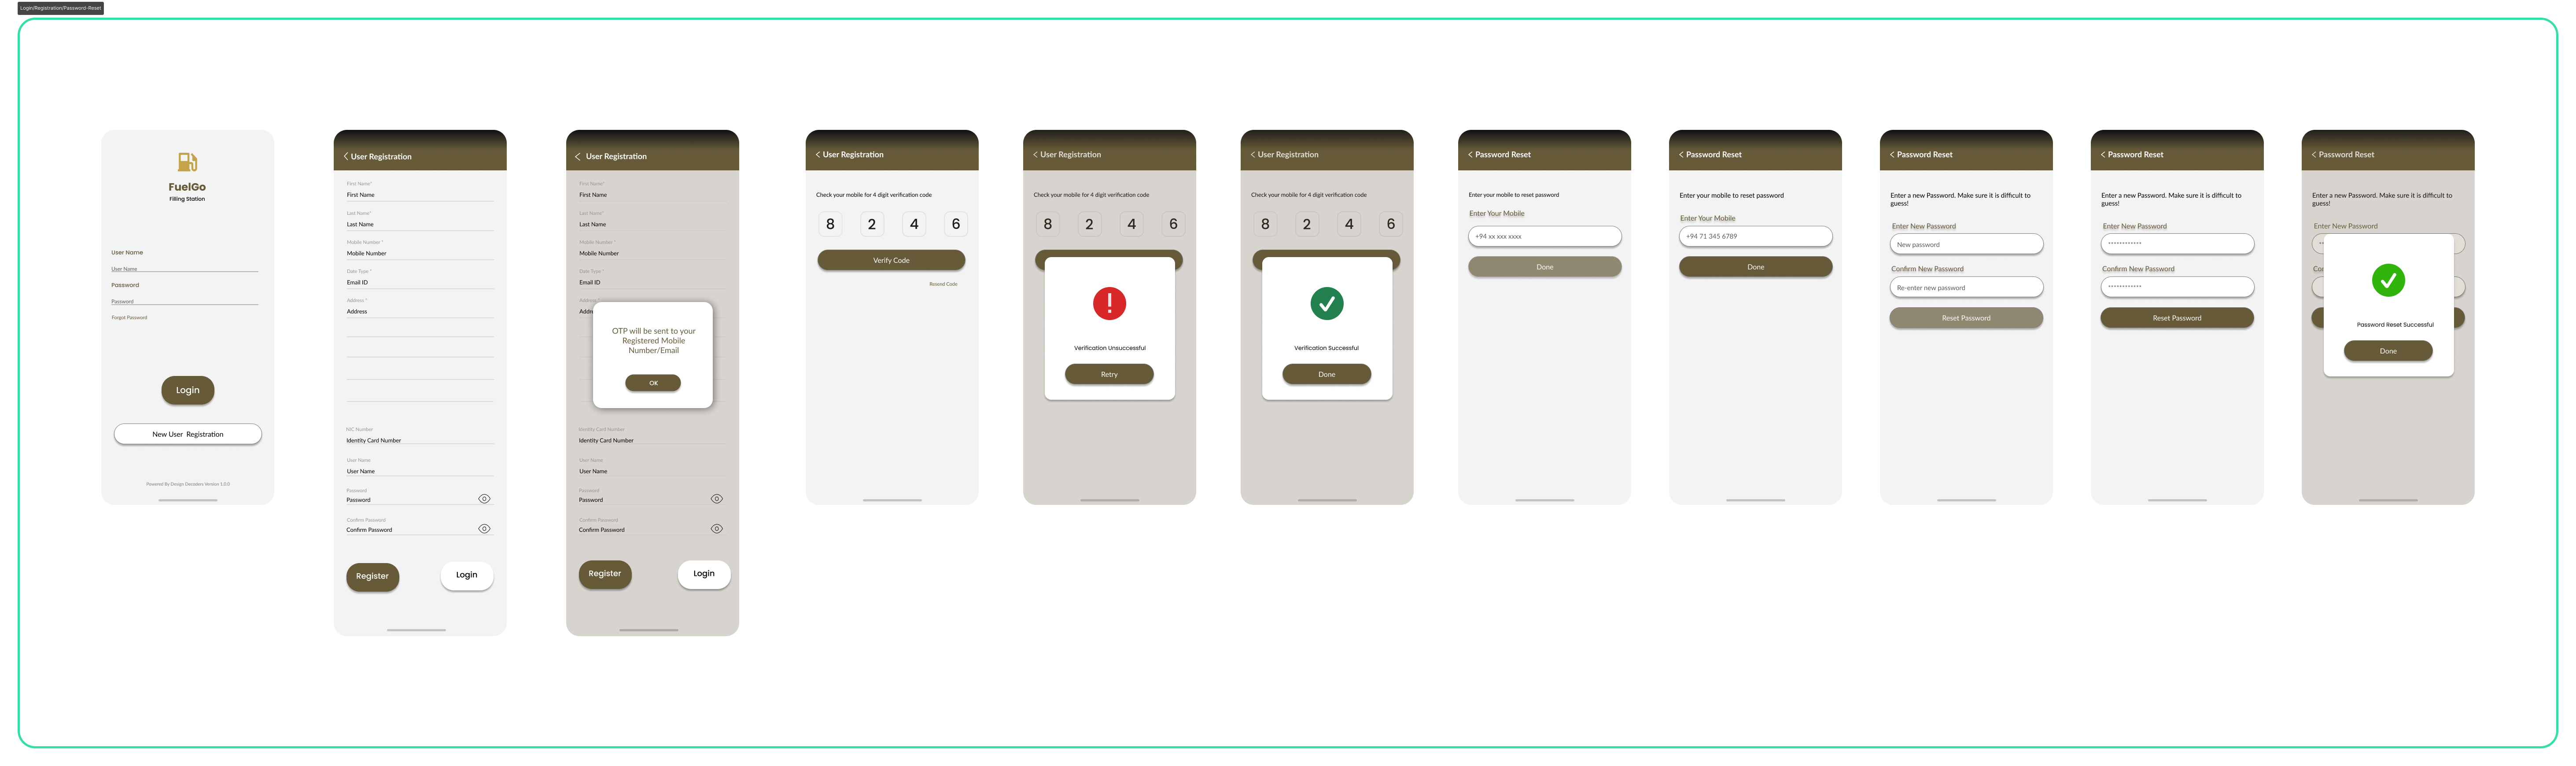 Login/Registration/Password-Reset
FuelGo
Filling Station
User Name
User Name
Password
Password
Forgot Password
Login
New User Registration
Powered By Design Decoders Version 1.0.0
User Registration
First Name*
First Name
Last Name*
Last Name
Mobile Number *
Mobile Number
Date Type *
Email ID
Address *
Address
NIC Number
Identity Card Number
User Name
User Name
Password
Password
Confirm Password
Confirm Password
Register
Login
User Registration
First Name*
First Name
Last Name*
Last Name
Mobile Number *
Mobile Number
Date Type *
Email ID
Address *
Addre
OTP will be sent to your
Registered Mobile
Number/Email
OK
Identity Card Number
Identity Card Number
User Name
User Name
Password
Password
Confirm Password
Confirm Password
Register
Login
User Registration
Check your mobile for 4 digit verification code
8 2 4 6
Verify Code
Resend Code
User Registration
Check your mobile for 4 digit verification code
8 2 4 6
Verification Unsuccessful
Retry
User Registration
Check your mobile for 4 digit verification code
8 2 4 6
Verification Successful
Done
Password Reset
Enter your mobile to reset password
Enter Your Mobile
+94 xx xxx xxxx
Done
Password Reset
Enter your mobile to reset password
Enter Your Mobile
+94 71 345 6789
Done
Password Reset
Enter a new Password. Make sure it is difficult to
guess!
Enter New Password
New password
Confirm New Password
Re-enter new password
Reset Password
Password Reset
Enter a new Password. Make sure it is difficult to
guess!
Enter New Password
************
Confirm New Password
************
Reset Password
Password Reset
Enter a new Password. Make sure it is difficult to
guess!
Enter New Password
**
Con
Password Reset Successful
Done